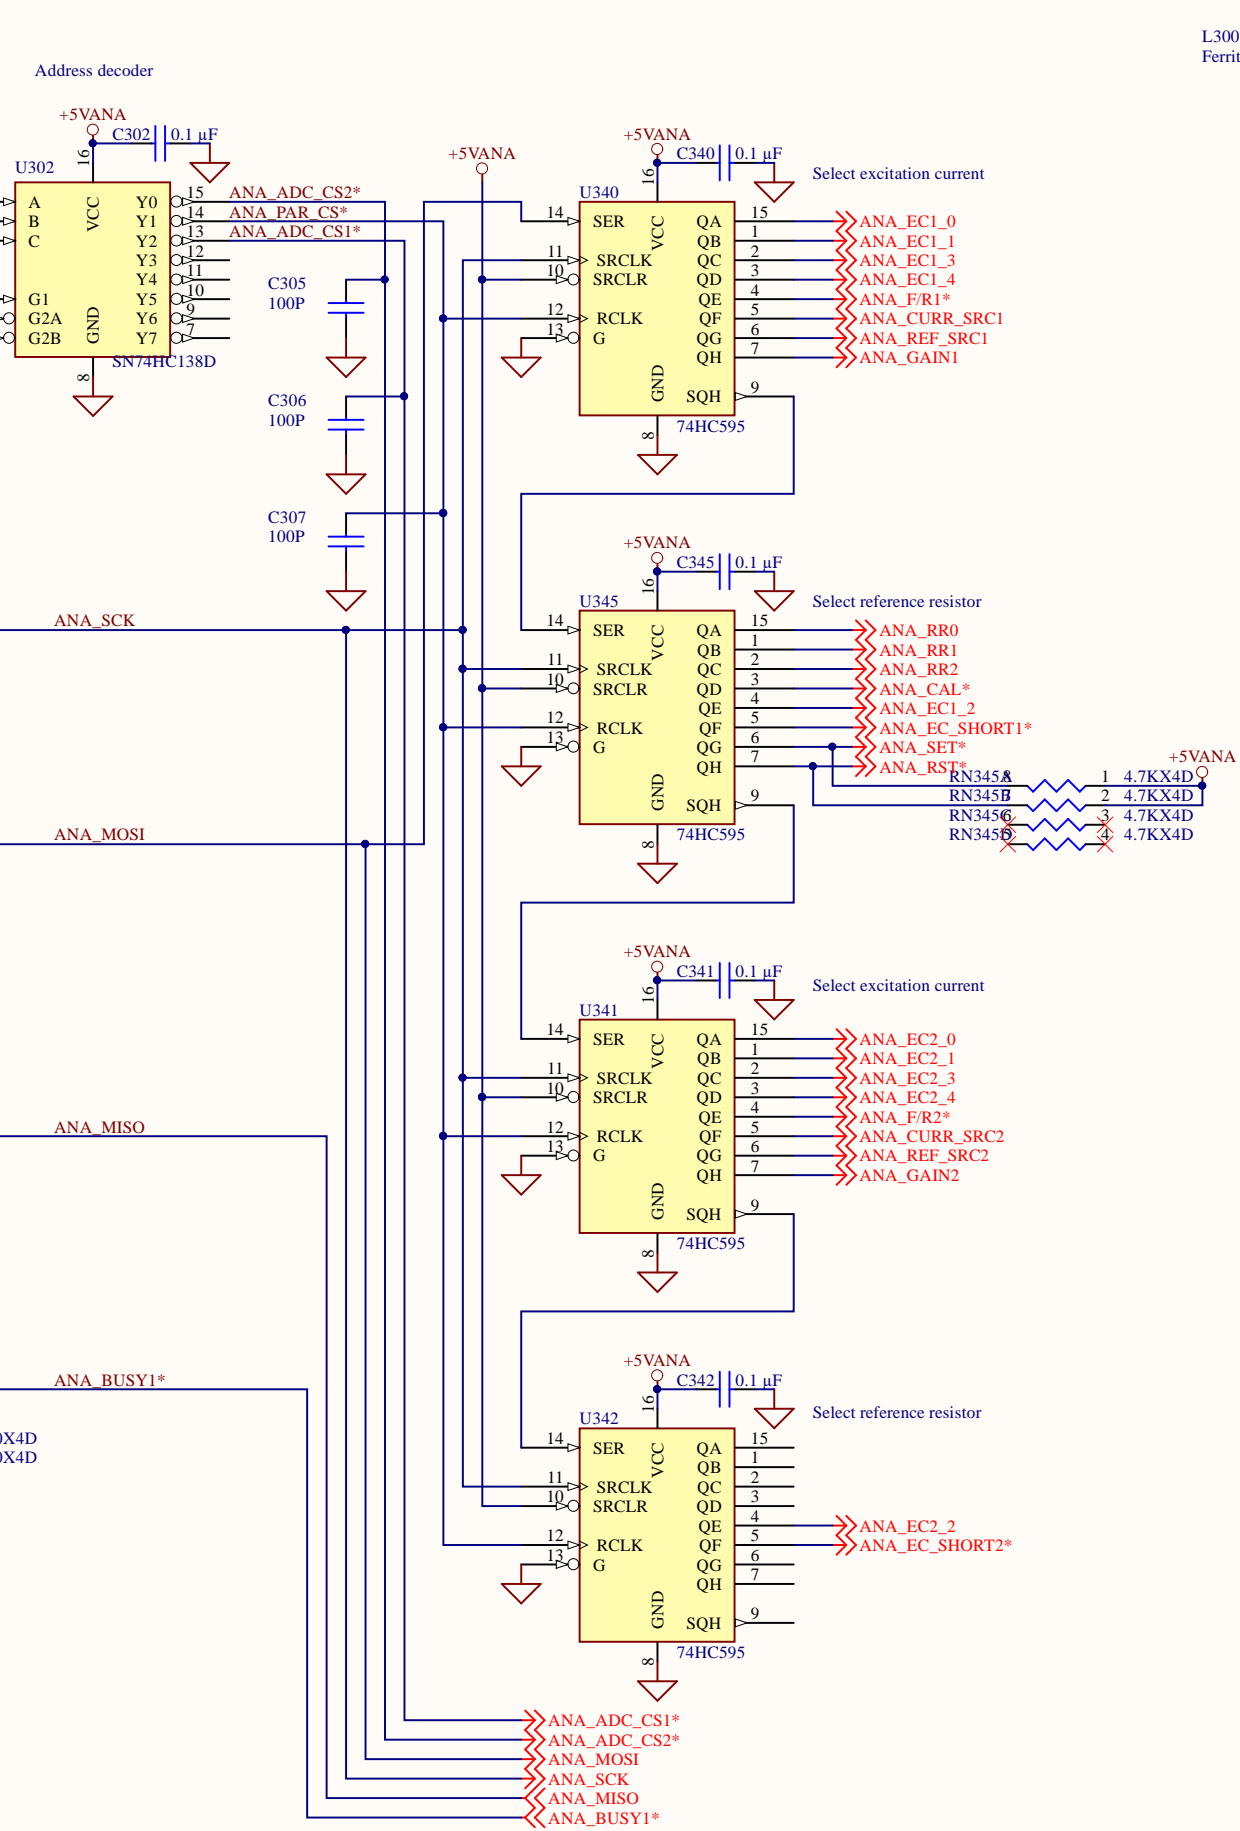 L300
Ferrit
Address decoder
+5VANA
C302 0.1 µF
16
U302
A
B
C
G1
G2A
G2B
VCC
GND
Y0 15 ANA_ADC_CS2*
Y1 14 ANA_PAR_CS*
Y2 13 ANA_ADC_CS1*
Y3 12
Y4 11
Y5 10
Y6 9
Y7 7
SN74HC138D
8
C305
100P
C306
100P
C307
100P
+5VANA
+5VANA
C340 0.1 µF
16
Select excitation current
U340
14 SER
11 SRCLK
10 SRCLR
12 RCLK
13 G
VCC
GND
QA 15 ANA_EC1_0
QB 1 ANA_EC1_1
QC 2 ANA_EC1_3
QD 3 ANA_EC1_4
QE 4 ANA_F/R1*
QF 5 ANA_CURR_SRC1
QG 6 ANA_REF_SRC1
QH 7 ANA_GAIN1
SQH 9
74HC595
8
+5VANA
C345 0.1 µF
16
Select reference resistor
U345
14 SER
11 SRCLK
10 SRCLR
12 RCLK
13 G
VCC
GND
QA 15 ANA_RR0
QB 1 ANA_RR1
QC 2 ANA_RR2
QD 3 ANA_CAL*
QE 4 ANA_EC1_2
QF 5 ANA_EC_SHORT1*
QG 6 ANA_SET*
QH 7 ANA_RST*
SQH 9
74HC595
8
+5VANA
RN345A 8 1 4.7KX4D
RN345B 7 2 4.7KX4D
RN345C 6 3 4.7KX4D
RN345D 5 4 4.7KX4D
ANA_SCK
ANA_MOSI
ANA_MISO
ANA_BUSY1*
0X4D
0X4D
+5VANA
C341 0.1 µF
16
Select excitation current
U341
14 SER
11 SRCLK
10 SRCLR
12 RCLK
13 G
VCC
GND
QA 15 ANA_EC2_0
QB 1 ANA_EC2_1
QC 2 ANA_EC2_3
QD 3 ANA_EC2_4
QE 4 ANA_F/R2*
QF 5 ANA_CURR_SRC2
QG 6 ANA_REF_SRC2
QH 7 ANA_GAIN2
SQH 9
74HC595
8
+5VANA
C342 0.1 µF
16
Select reference resistor
U342
14 SER
11 SRCLK
10 SRCLR
12 RCLK
13 G
VCC
GND
QA 15
QB 1
QC 2
QD 3
QE 4 ANA_EC2_2
QF 5 ANA_EC_SHORT2*
QG 6
QH 7
SQH 9
74HC595
8
ANA_ADC_CS1*
ANA_ADC_CS2*
ANA_MOSI
ANA_SCK
ANA_MISO
ANA_BUSY1*